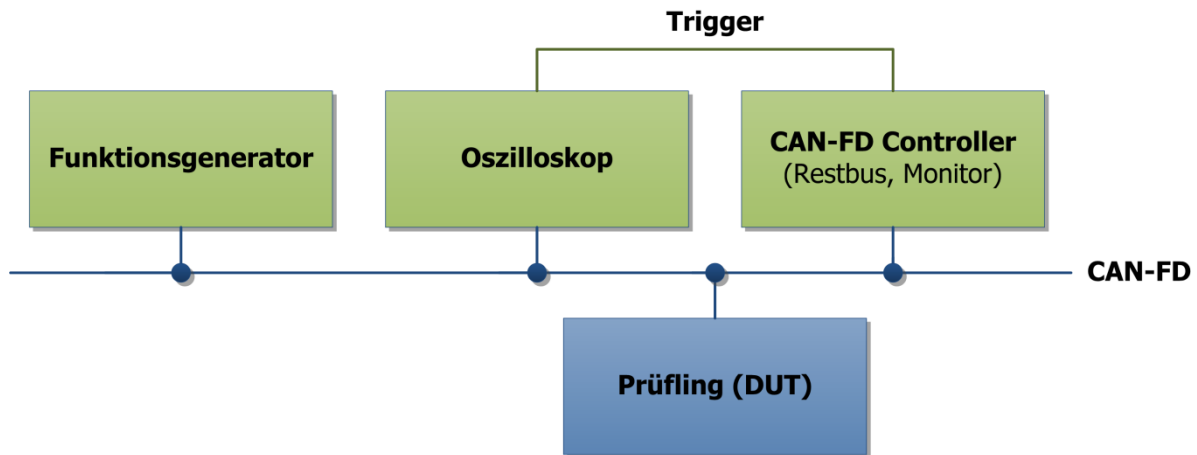 Trigger
Funktionsgenerator
Oszilloskop
CAN-FD Controller
(Restbus, Monitor)
CAN-FD
Prüfling (DUT)